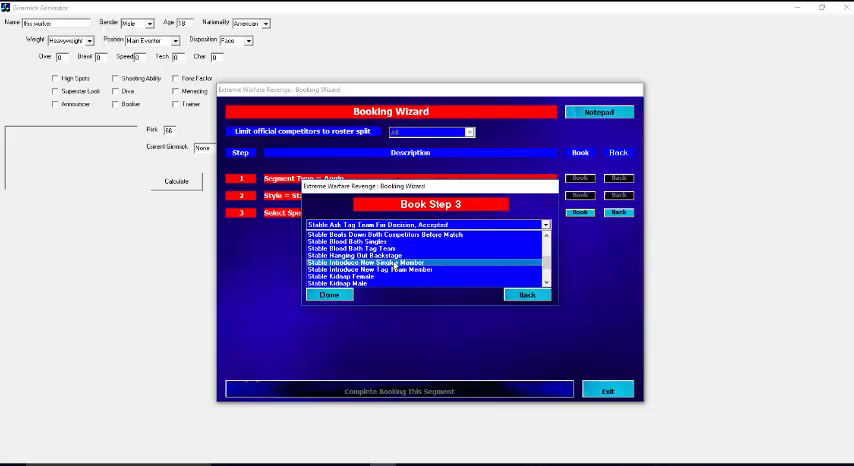 Gimmick Generator
Name this worker Gender Male Age 18 Nationality American
Weight Heavyweight Position Main Eventer Disposition Face
Over 0 Brawl 0 Speed 0 Tech 0 Char 0
High Spots Shooting Ability Fonz Factor
Superstar Look Diva Menacing
Announcer Booker Trainer
Risk 66
Current Gimmick None
Calculate
Extreme Warfare Revenge : Booking Wizard
Booking Wizard Notepad
Limit official competitors to roster split All
Step Description Book Back
1 Segment Type = Angle Book Back
2 Style = Sta Book Back
3 Select Spe Book Back
Extreme Warfare Revenge : Booking Wizard
Book Step 3
Stable Ask Tag Team For Decision, Accepted
Stable Beats Down Both Competitors Before Match
Stable Blood Bath Singles
Stable Blood Bath Tag Team
Stable Hanging Out Backstage
Stable Introduce New Singles Member
Stable Introduce New Tag Team Member
Stable Kidnap Female
Stable Kidnap Male
Done Back
Complete Booking This Segment Exit